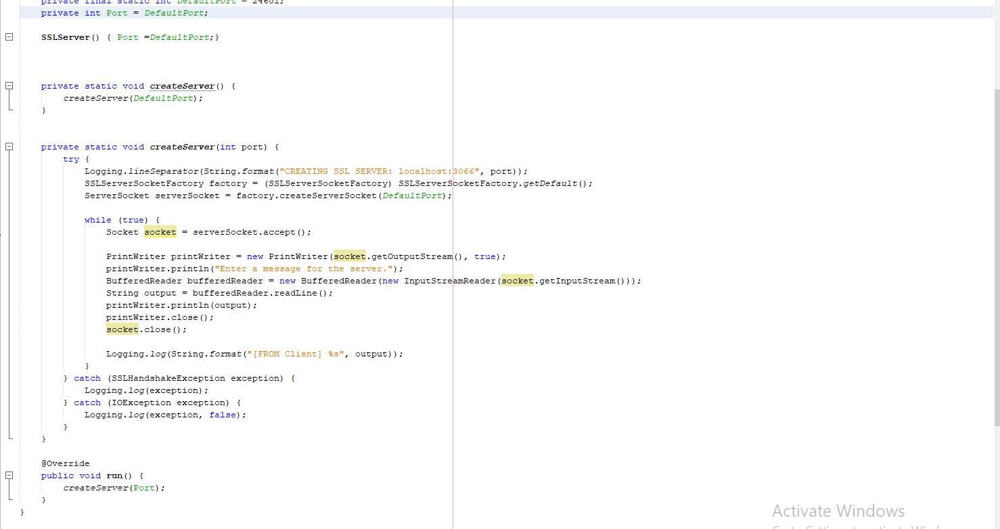 private final static int DefaultPort = 24601;
private int Port = DefaultPort;
SSLServer() { Port =DefaultPort;}
private static void createServer() {
createServer(DefaultPort);
}
private static void createServer(int port) {
try {
Logging.lineSeparator(String.format("CREATING SSL SERVER: localhost:3066", port));
SSLServerSocketFactory factory = (SSLServerSocketFactory) SSLServerSocketFactory.getDefault();
ServerSocket serverSocket = factory.createServerSocket(DefaultPort);
while (true) {
Socket socket = serverSocket.accept();
PrintWriter printWriter = new PrintWriter(socket.getOutputStream(), true);
printWriter.println("Enter a message for the server.");
BufferedReader bufferedReader = new BufferedReader(new InputStreamReader(socket.getInputStream()));
String output = bufferedReader.readLine();
printWriter.println(output);
printWriter.close();
socket.close();
Logging.log(String.format("[FROM Client] %s", output));
}
} catch (SSLHandshakeException exception) {
Logging.log(exception);
} catch (IOException exception) {
Logging.log(exception, false);
}
}
@Override
public void run() {
createServer(Port);
}
}
Activate Windows